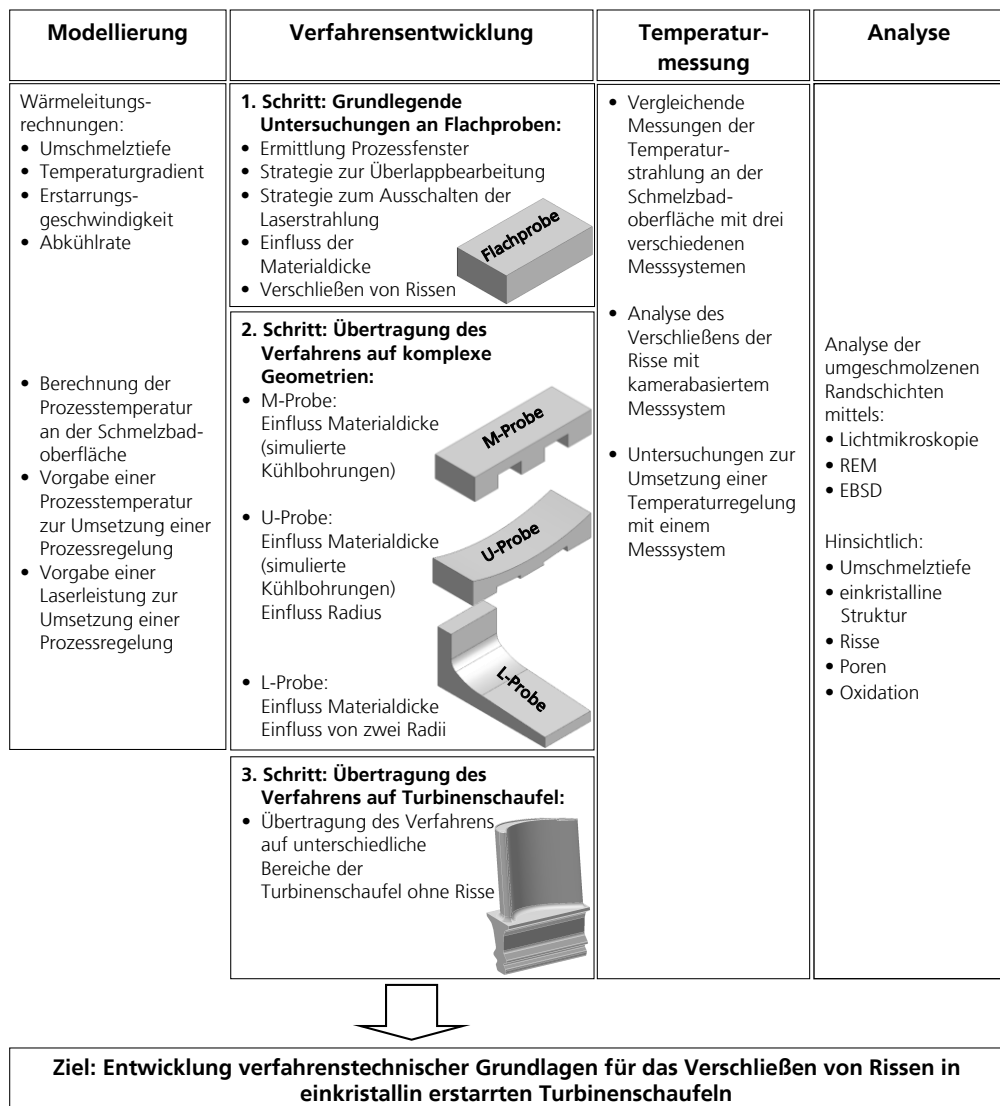 Modellierung
Verfahrensentwicklung
Temperatur-
messung
Analyse
Wärmeleitungs-
rechnungen:
• Umschmelztiefe
• Temperaturgradient
• Erstarrungs-
geschwindigkeit
• Abkühlrate
• Berechnung der
Prozesstemperatur
an der Schmelzbad-
oberfläche
• Vorgabe einer
Prozesstemperatur
zur Umsetzung einer
Prozessregelung
• Vorgabe einer
Laserleistung zur
Umsetzung einer
Prozessregelung
1. Schritt: Grundlegende
Untersuchungen an Flachproben:
• Ermittlung Prozessfenster
• Strategie zur Überlappbearbeitung
• Strategie zum Ausschalten der
Laserstrahlung
• Einfluss der
Materialdicke
• Verschließen von Rissen
Flachprobe
2. Schritt: Übertragung des
Verfahrens auf komplexe
Geometrien:
• M-Probe:
Einfluss Materialdicke
(simulierte
Kühlbohrungen)
M-Probe
• U-Probe:
Einfluss Materialdicke
(simulierte
Kühlbohrungen)
Einfluss Radius
U-Probe
• L-Probe:
Einfluss Materialdicke
Einfluss von zwei Radii
L-Probe
3. Schritt: Übertragung des
Verfahrens auf Turbinenschaufel:
• Übertragung des Verfahrens
auf unterschiedliche
Bereiche der
Turbinenschaufel ohne Risse
• Vergleichende
Messungen der
Temperatur-
strahlung an der
Schmelzbad-
oberfläche mit drei
verschiedenen
Messsystemen
• Analyse des
Verschließens der
Risse mit
kamerabasiertem
Messsystem
• Untersuchungen zur
Umsetzung einer
Temperaturregelung
mit einem
Messsystem
Analyse der
umgeschmolzenen
Randschichten
mittels:
• Lichtmikroskopie
• REM
• EBSD
Hinsichtlich:
• Umschmelztiefe
• einkristalline
Struktur
• Risse
• Poren
• Oxidation
Ziel: Entwicklung verfahrenstechnischer Grundlagen für das Verschließen von Rissen in
einkristallin erstarrten Turbinenschaufeln